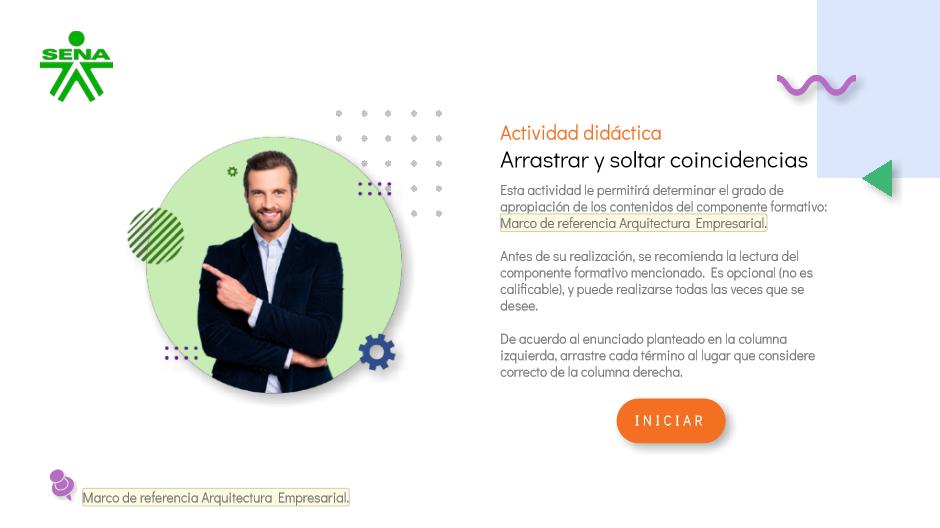 SENA
Actividad didáctica
Arrastrar y soltar coincidencias
Esta actividad le permitirá determinar el grado de
apropiación de los contenidos del componente formativo:
Marco de referencia Arquitectura Empresarial.
Antes de su realización, se recomienda la lectura del
componente formativo mencionado. Es opcional (no es
calificable), y puede realizarse todas las veces que se
desee.
De acuerdo al enunciado planteado en la columna
izquierda, arrastre cada término al lugar que considere
correcto de la columna derecha.
INICIAR
Marco de referencia Arquitectura Empresarial.